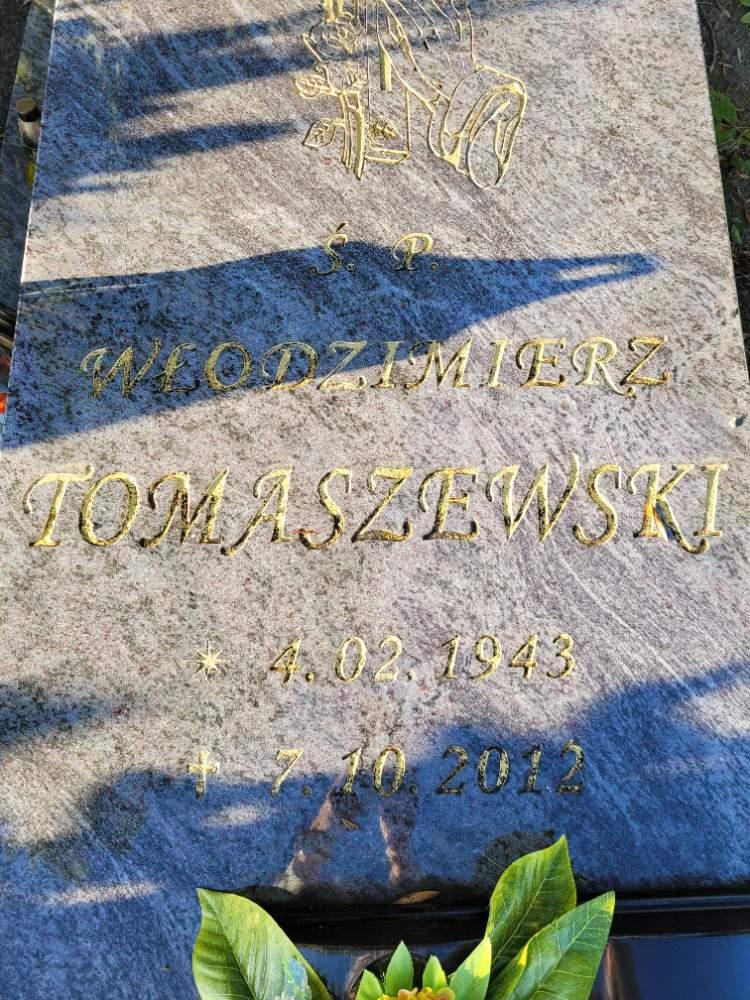 Ś. P.
WŁODZIMIERZ
TOMASZEWSKI
4. 02. 1943
7. 10. 2012